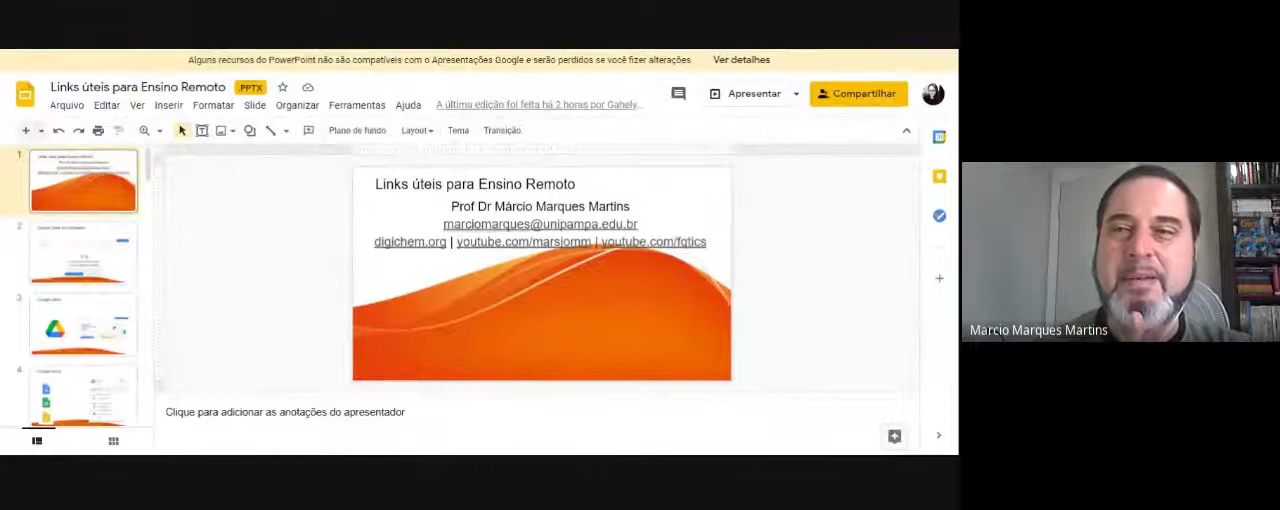 Alguns recursos do PowerPoint não são compatíveis com o Apresentações Google e serão perdidos se você fizer alterações Ver detalhes
Links úteis para Ensino Remoto .PPTX
Apresentar
Compartilhar
Arquivo Editar Ver Inserir Formatar Slide Organizar Ferramentas Ajuda A última edição foi feita há 2 horas por Gahely...
Plano de fundo Layout Tema Transição
1
2
3
4
Links úteis para Ensino Remoto
Prof Dr Márcio Marques Martins
marciomarques@unipampa.edu.br
digichem.org | youtube.com/marsjomm | youtube.com/fqtics
Clique para adicionar as anotações do apresentador
Marcio Marques Martins